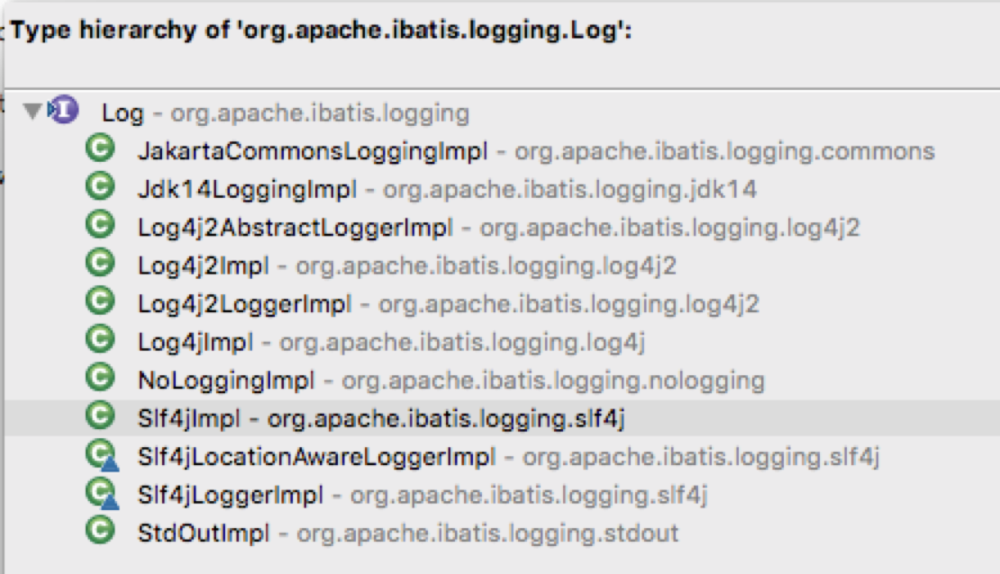 Type hierarchy of 'org.apache.ibatis.logging.Log':
Log - org.apache.ibatis.logging
JakartaCommonsLoggingImpl - org.apache.ibatis.logging.commons
Jdk14LoggingImpl - org.apache.ibatis.logging.jdk14
Log4j2AbstractLoggerImpl - org.apache.ibatis.logging.log4j2
Log4j2Impl - org.apache.ibatis.logging.log4j2
Log4j2LoggerImpl - org.apache.ibatis.logging.log4j2
Log4jImpl - org.apache.ibatis.logging.log4j
NoLoggingImpl - org.apache.ibatis.logging.nologging
Slf4jImpl - org.apache.ibatis.logging.slf4j
Slf4jLocationAwareLoggerImpl - org.apache.ibatis.logging.slf4j
Slf4jLoggerImpl - org.apache.ibatis.logging.slf4j
StdOutImpl - org.apache.ibatis.logging.stdout